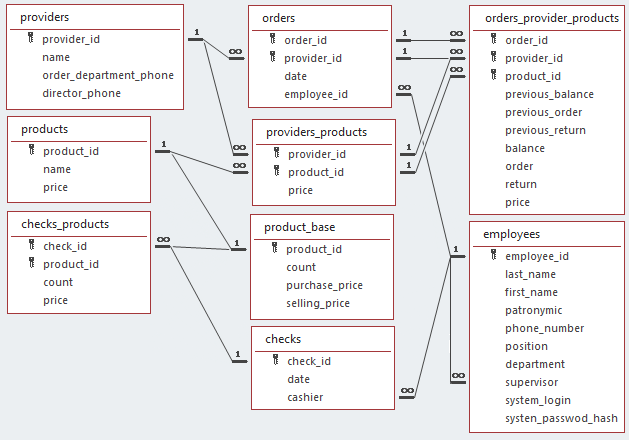 providers
provider_id
name
order_department_phone
director_phone
1
∞
orders
order_id
provider_id
date
employee_id
1
1
∞
∞
∞
∞
orders_provider_products
order_id
provider_id
product_id
previous_balance
previous_order
previous_return
balance
order
return
price
products
product_id
name
price
1
∞
∞
providers_products
provider_id
product_id
price
1
1
checks_products
check_id
product_id
count
price
∞
1
product_base
product_id
count
purchase_price
selling_price
1
checks
check_id
date
cashier
∞
1
∞
employees
employee_id
last_name
first_name
patronymic
phone_number
position
department
supervisor
system_login
systen_passwod_hash